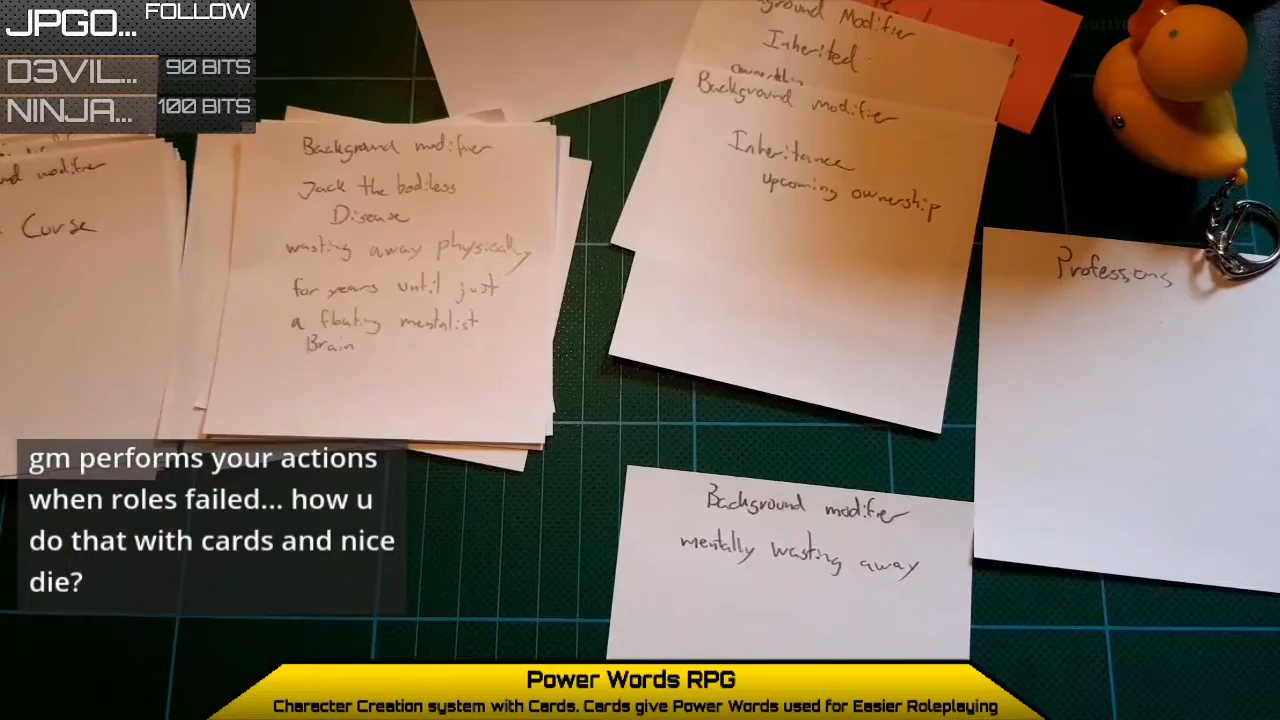 JPGO...
FOLLOW
D3VIL...
90 BITS
NINJA...
100 BITS
Curse
Background modifier
Jack the bodiless
Disease
wasting away physically
for years until just
a floating mentalist
Brain
Background Modifier
Inherited
ownership
Background modifier
Inheritance
upcoming ownership
Professions
Background modifier
mentally wasting away
gm performs your actions
when roles failed... how u
do that with cards and nice
die?
Power Words RPG
Character Creation system with Cards. Cards give Power Words used for Easier Roleplaying